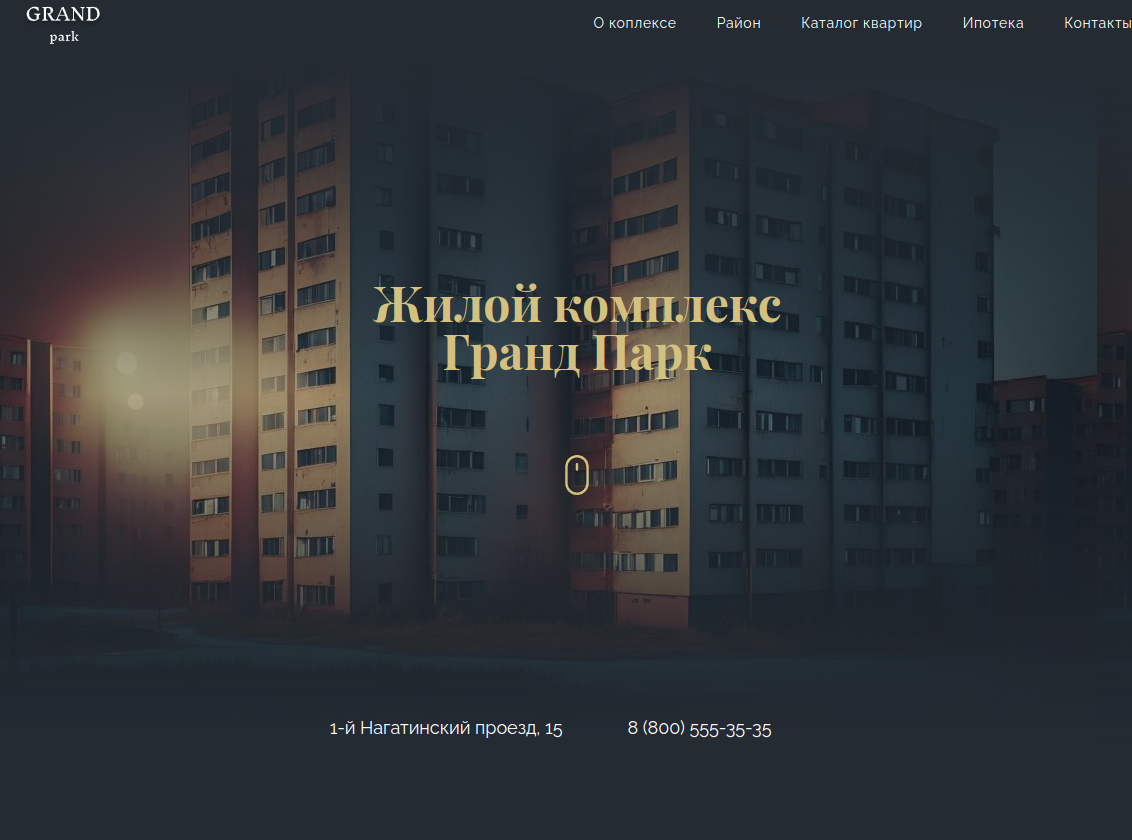 GRAND
park
О коплексе
Район
Каталог квартир
Ипотека
Контакты
Жилой комплекс
Гранд Парк
1-й Нагатинский проезд, 15
8 (800) 555-35-35